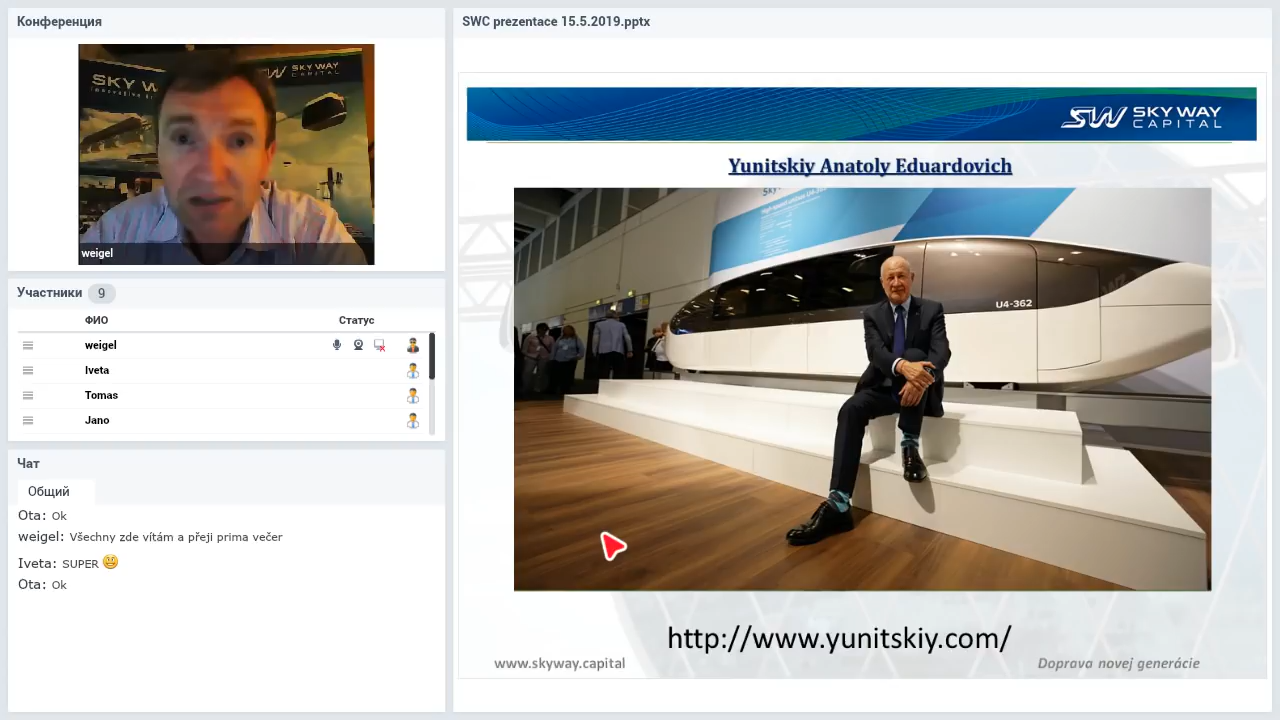 Конференция
SKY W
SKY WAY
CAPITAL
weigel
Участники 9
ФИО Статус
weigel
Iveta
Tomas
Jano
Чат
Общий
Ota: Ok
weigel: Všechny zde vítám a přeji prima večer
Iveta: SUPER
Ota: Ok
SWC prezentace 15.5.2019.pptx
SW SKY WAY
CAPITAL
Yunitskiy Anatoly Eduardovich
U4-362
http://www.yunitskiy.com/
www.skyway.capital
Doprava novej generácie